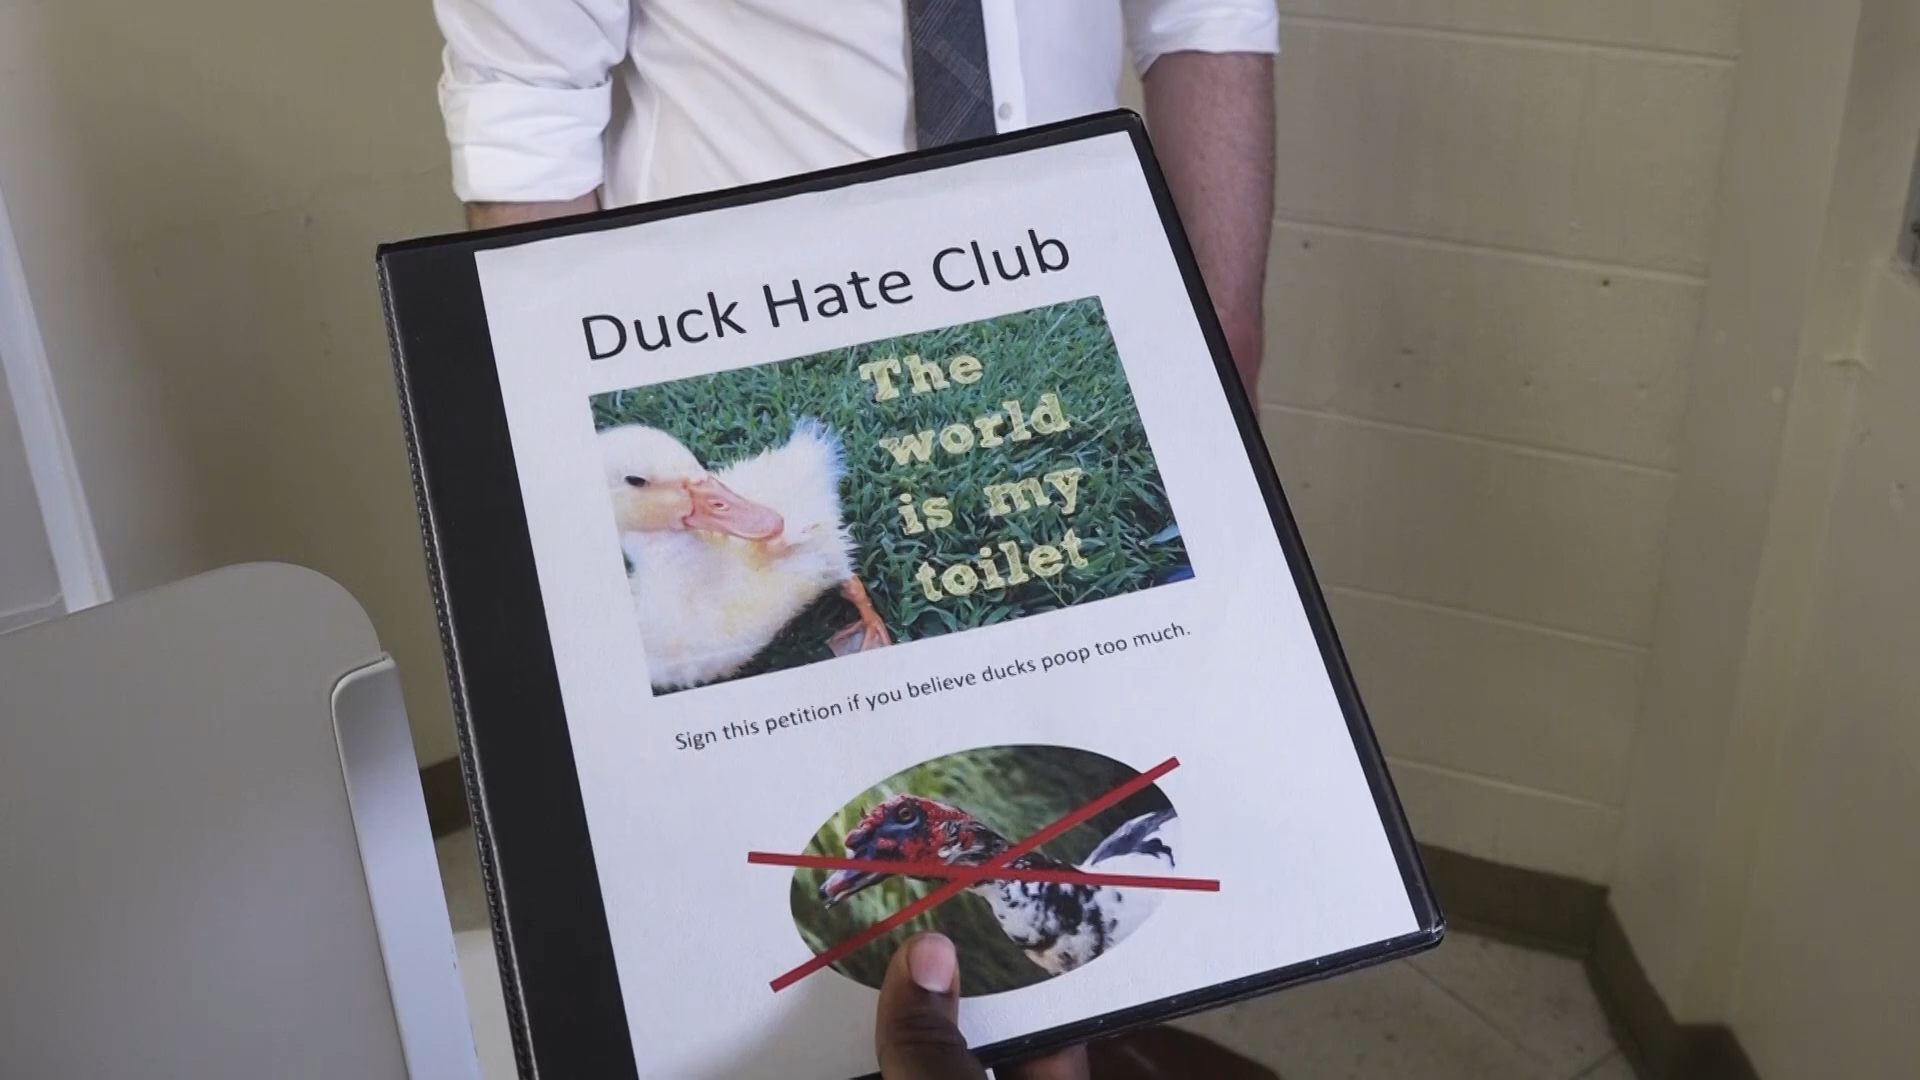 Duck Hate Club
The
world
is my
toilet
Sign this petition if you believe ducks poop too much.